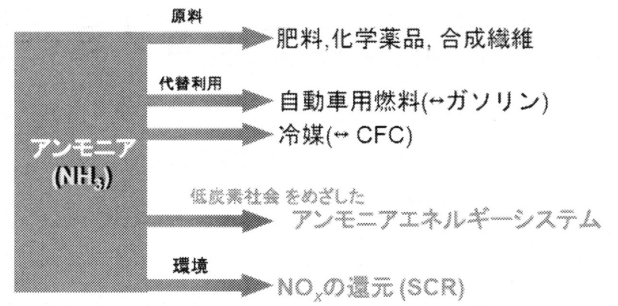 原料
肥料,化学薬品, 合成繊維
代替利用
自動車用燃料(↔ガソリン)
冷媒(↔ CFC)
アンモニア
(NH₃)
低炭素社会をめざした
アンモニアエネルギーシステム
環境
NOₓの還元 (SCR)